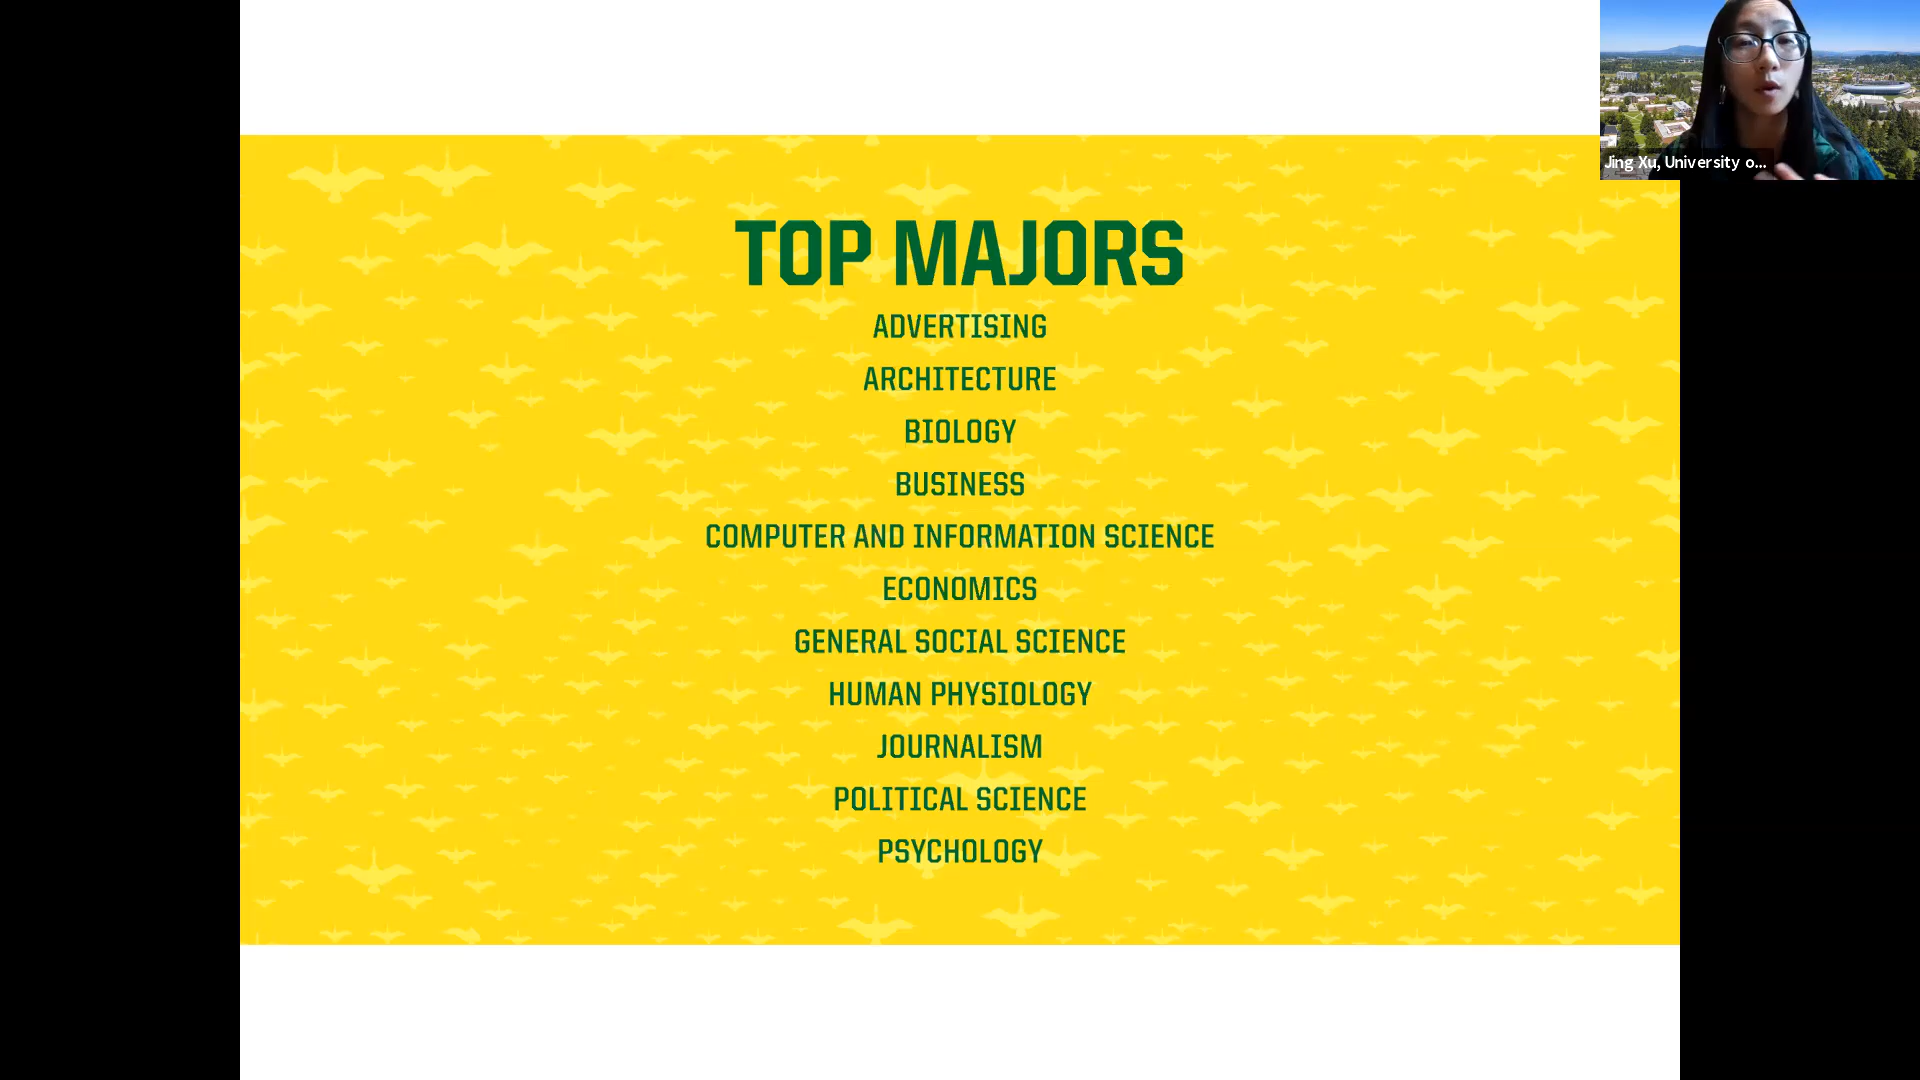 Jing Xu, University o...
TOP MAJORS
ADVERTISING
ARCHITECTURE
BIOLOGY
BUSINESS
COMPUTER AND INFORMATION SCIENCE
ECONOMICS
GENERAL SOCIAL SCIENCE
HUMAN PHYSIOLOGY
JOURNALISM
POLITICAL SCIENCE
PSYCHOLOGY